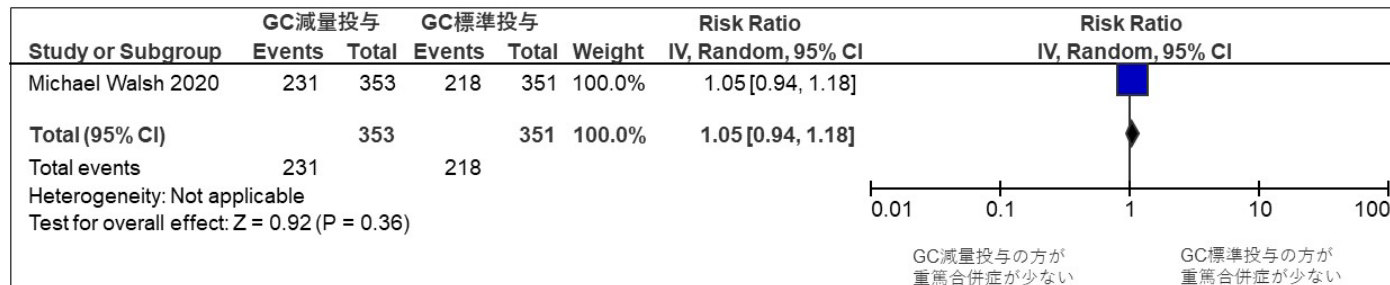 GC減量投与 GC標準投与 Risk Ratio Risk Ratio
Study or Subgroup Events Total Events Total Weight IV, Random, 95% CI IV, Random, 95% CI
Michael Walsh 2020 231 353 218 351 100.0% 1.05 [0.94, 1.18]
Total (95% CI) 353 351 100.0% 1.05 [0.94, 1.18]
Total events 231 218
Heterogeneity: Not applicable
Test for overall effect: Z = 0.92 (P = 0.36)
0.01 0.1 1 10 100
GC減量投与の方が GC標準投与の方が
重篤合併症が少ない 重篤合併症が少ない